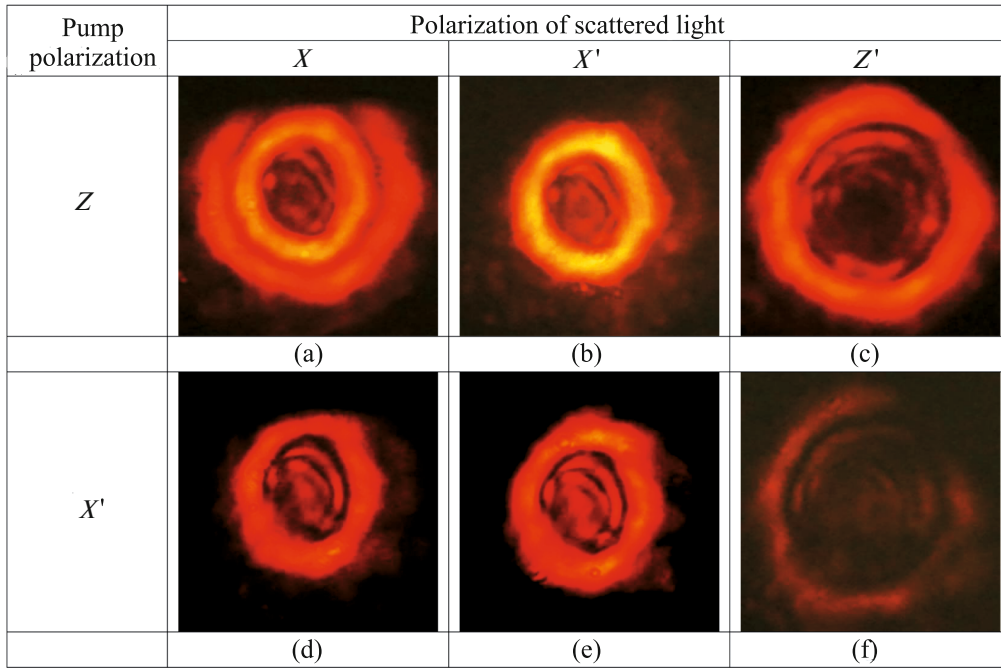 Pump
polarization
Polarization of scattered light
X
X'
Z'
Z
(a)
(b)
(c)
X'
(d)
(e)
(f)